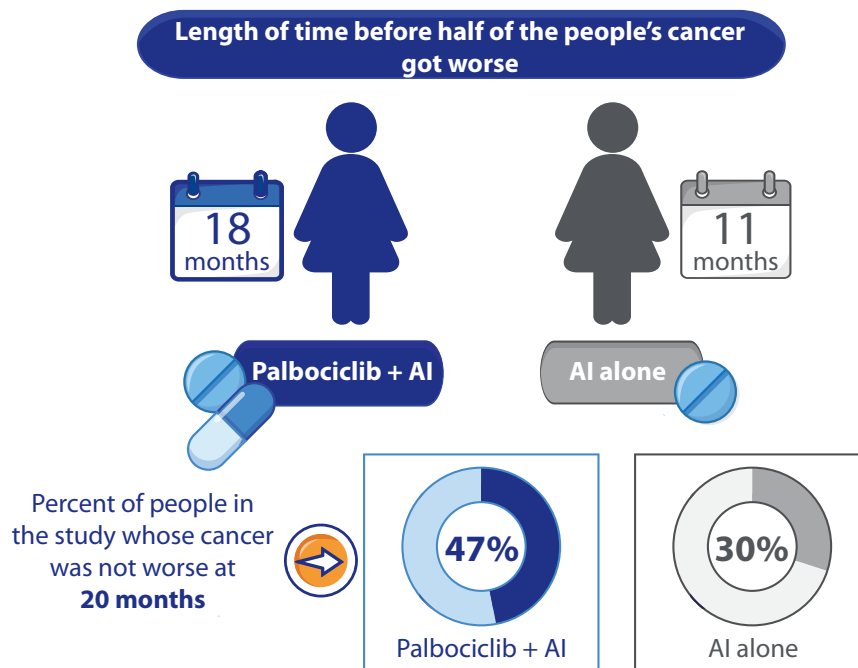 Length of time before half of the people's cancer
got worse
18
months
11
months
Palbociclib + AI
AI alone
Percent of people in
the study whose cancer
was not worse at
20 months
47%
Palbociclib + AI
30%
AI alone